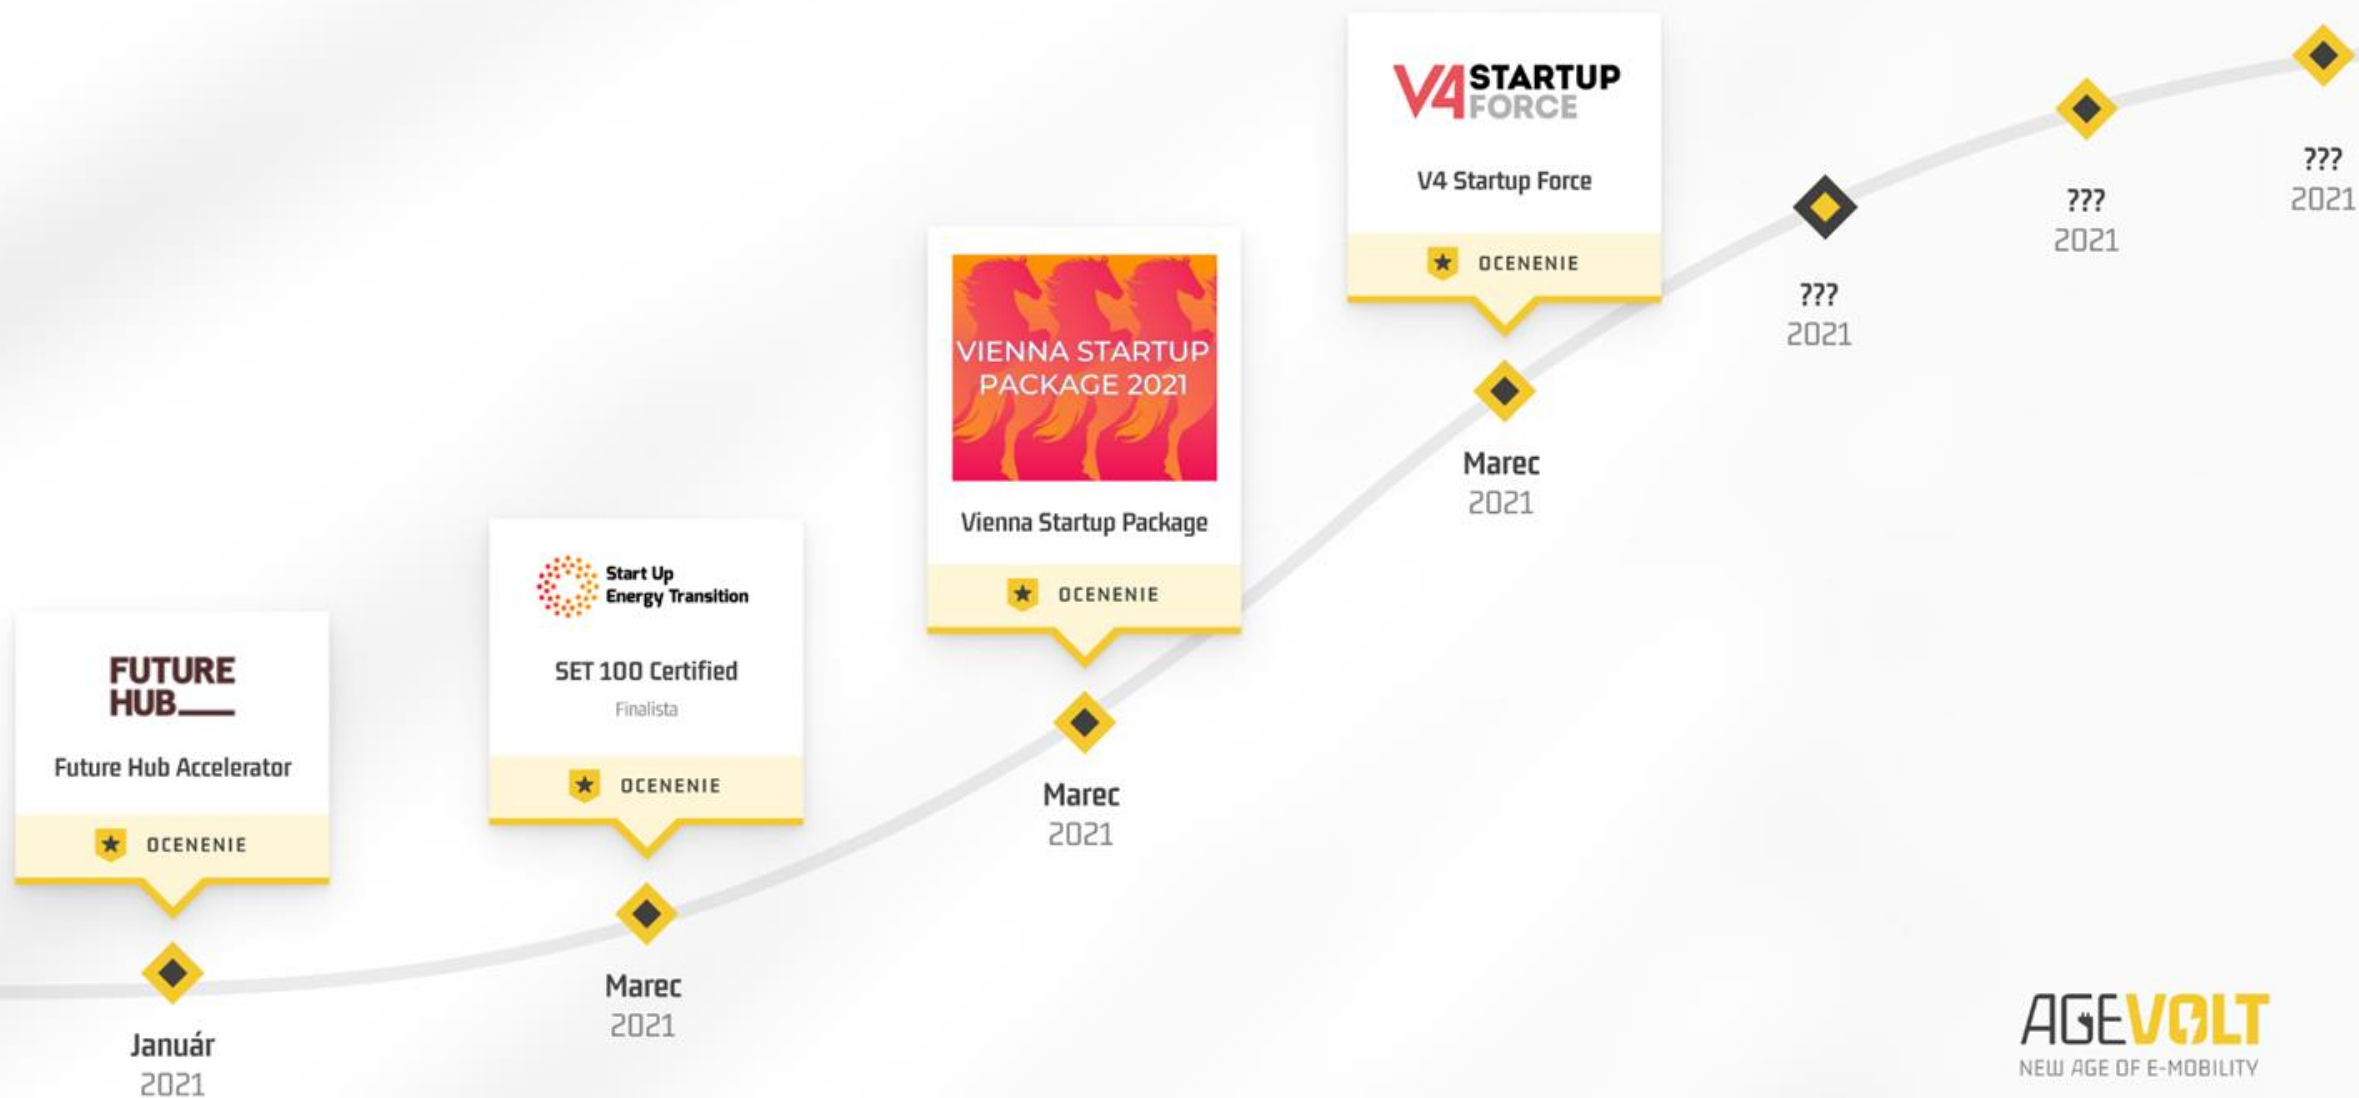 FUTURE
HUB
Future Hub Accelerator
OCENENIE
Január
2021
Start Up
Energy Transition
SET 100 Certified
Finalista
OCENENIE
Marec
2021
VIENNA STARTUP
PACKAGE 2021
Vienna Startup Package
OCENENIE
Marec
2021
V4 STARTUP
FORCE
V4 Startup Force
OCENENIE
Marec
2021
???
2021
???
2021
???
2021
AGEVOLT
NEW AGE OF E-MOBILITY